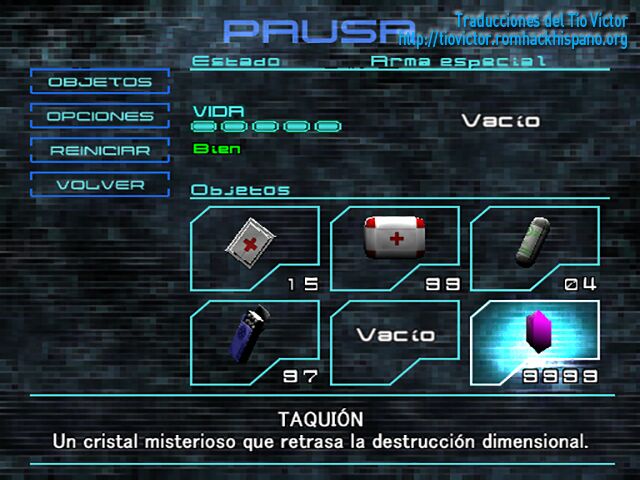 PAUSA
Traducciones del Tio Victor
http://tiovictor.romhackhispano.org
Estado
Arma especial
OBJETOS
OPCIONES
REINICIAR
VOLVER
VIDA
Bien
Vacío
Objetos
15
99
04
97
Vacío
9999
TAQUIÓN
Un cristal misterioso que retrasa la destrucción dimensional.